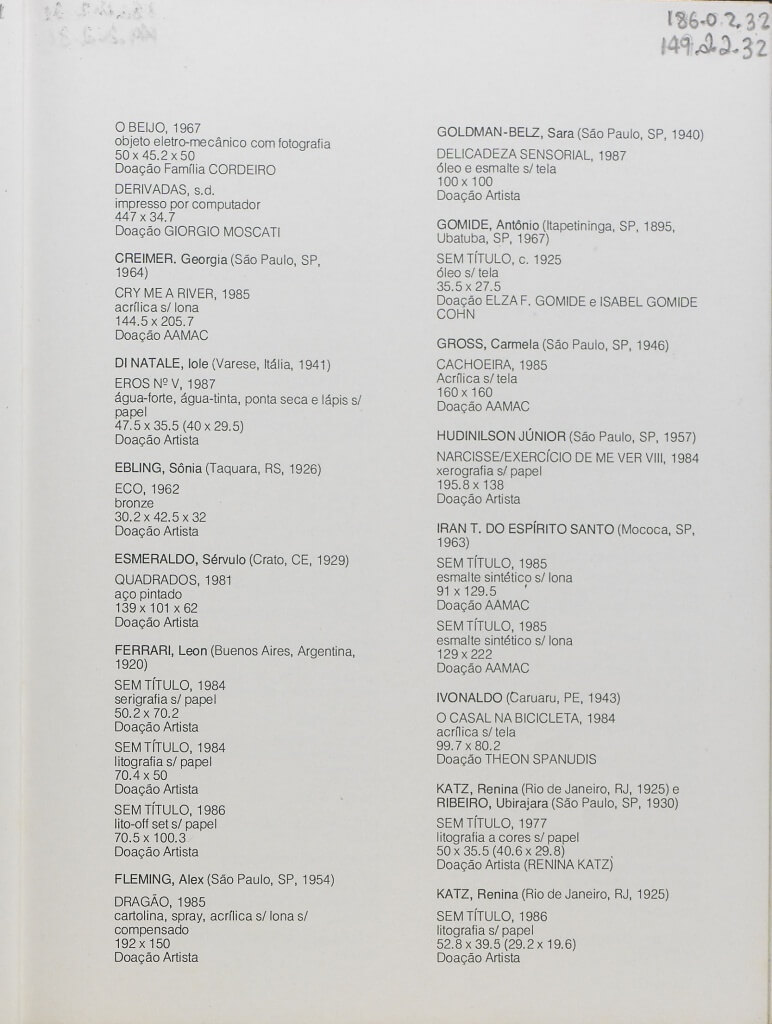 186.0.2.32
149.2.2.32
O BEIJO, 1967
objeto eletro-mecânico com fotografia
50 x 45.2 x 50
Doação Família CORDEIRO
DERIVADAS, s.d.
impresso por computador
447 x 34.7
Doação GIORGIO MOSCATI
CREIMER. Georgia (São Paulo, SP,
1964)
CRY ME A RIVER, 1985
acrílica s/ lona
144.5 x 205.7
Doação AAMAC
DI NATALE, Iole (Varese, Itália, 1941)
EROS Nº V, 1987
água-forte, água-tinta, ponta seca e lápis s/
papel
47.5 x 35.5 (40 x 29.5)
Doação Artista
EBLING, Sônia (Taquara, RS, 1926)
ECO, 1962
bronze
30.2 x 42.5 x 32
Doação Artista
ESMERALDO, Sérvulo (Crato, CE, 1929)
QUADRADOS, 1981
aço pintado
139 x 101 x 62
Doação Artista
FERRARI, Leon (Buenos Aires, Argentina,
1920)
SEM TÍTULO, 1984
serigrafia s/ papel
50.2 x 70.2
Doação Artista
SEM TÍTULO, 1984
litografia s/ papel
70.4 x 50
Doação Artista
SEM TÍTULO, 1986
lito-off set s/ papel
70.5 x 100.3
Doação Artista
FLEMING, Alex (São Paulo, SP, 1954)
DRAGÃO, 1985
cartolina, spray, acrílica s/ lona s/
compensado
192 x 150
Doação Artista
GOLDMAN-BELZ, Sara (São Paulo, SP, 1940)
DELICADEZA SENSORIAL, 1987
óleo e esmalte s/ tela
100 x 100
Doação Artista
GOMIDE, Antônio (Itapetininga, SP, 1895,
Ubatuba, SP, 1967)
SEM TÍTULO, c. 1925
óleo s/ tela
35.5 x 27.5
Doação ELZA F. GOMIDE e ISABEL GOMIDE
COHN
GROSS, Carmela (São Paulo, SP, 1946)
CACHOEIRA, 1985
Acrílica s/ tela
160 x 160
Doação AAMAC
HUDINILSON JÚNIOR (São Paulo, SP, 1957)
NARCISSE/EXERCÍCIO DE ME VER VIII, 1984
xerografia s/ papel
195.8 x 138
Doação Artista
IRAN T. DO ESPÍRITO SANTO (Mococa, SP,
1963)
SEM TÍTULO, 1985
esmalte sintético s/ lona
91 x 129.5
Doação AAMAC
SEM TÍTULO, 1985
esmalte sintético s/ lona
129 x 222
Doação AAMAC
IVONALDO (Caruaru, PE, 1943)
O CASAL NA BICICLETA, 1984
acrílica s/ tela
99.7 x 80.2
Doação THEON SPANUDIS
KATZ, Renina (Rio de Janeiro, RJ, 1925) e
RIBEIRO, Ubirajara (São Paulo, SP, 1930)
SEM TÍTULO, 1977
litografia a cores s/ papel
50 x 35.5 (40.6 x 29.8)
Doação Artista (RENINA KATZ)
KATZ, Renina (Rio de Janeiro, RJ, 1925)
SEM TÍTULO, 1986
litografia s/ papel
52.8 x 39.5 (29.2 x 19.6)
Doação Artista